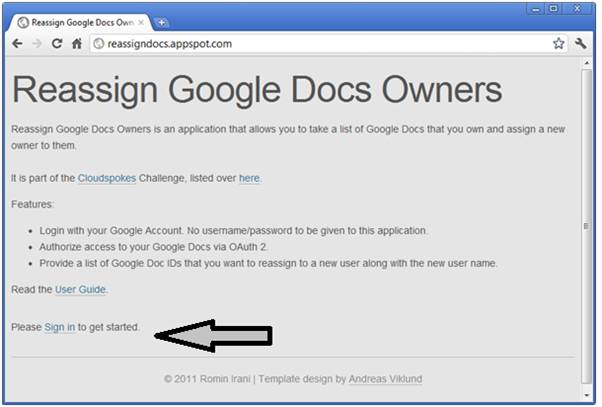 Reassign Google Docs Own
reassigndocs.appspot.com
Reassign Google Docs Owners
Reassign Google Docs Owners is an application that allows you to take a list of Google Docs that you own and assign a new
owner to them.
It is part of the Cloudspokes Challenge, listed over here.
Features:
• Login with your Google Account. No username/password to be given to this application.
• Authorize access to your Google Docs via OAuth 2.
• Provide a list of Google Doc IDs that you want to reassign to a new user along with the new user name.
Read the User Guide.
Please Sign in to get started.
© 2011 Romin Irani | Template design by Andreas Viklund